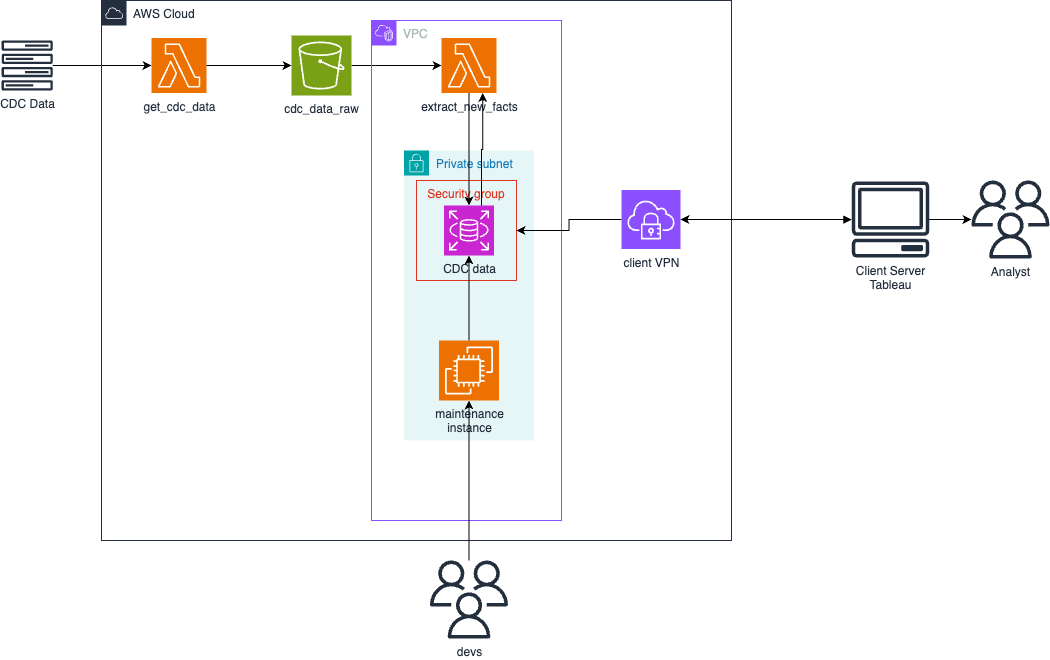 AWS Cloud
VPC
CDC Data
get_cdc_data
cdc_data_raw
extract_new_facts
Private subnet
Security group
CDC data
client VPN
Client Server
Tableau
Analyst
maintenance
instance
devs